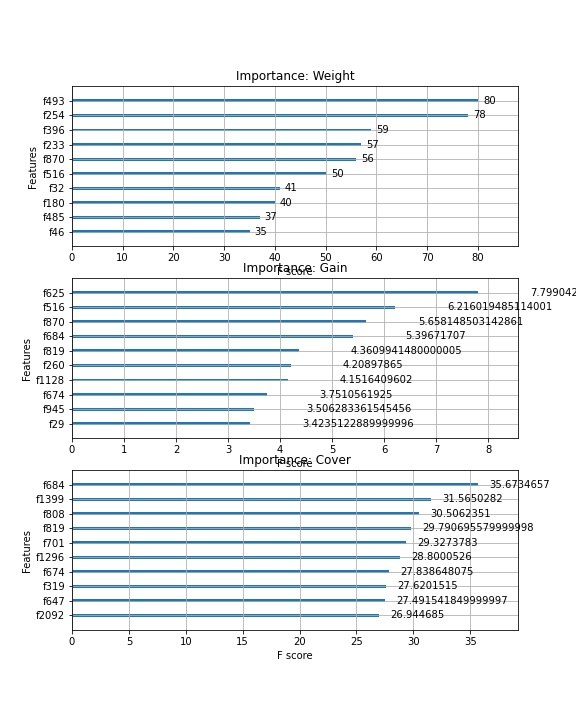 Importance: Weight
f493 80
f254 78
f396 59
f233 57
f870 56
f516 50
f32 41
f180 40
f485 37
f46 35
Features
0 10 20 30 40 50 60 70 80
F score
Importance: Gain
f625 7.799042
f516 6.216019485114001
f870 5.658148503142861
f684 5.39671707
f819 4.3609941480000005
f260 4.20897865
f1128 4.1516409602
f674 3.7510561925
f945 3.506283361545456
f29 3.4235122889999996
Features
0 1 2 3 4 5 6 7 8
F score
Importance: Cover
f684 35.6734657
f1399 31.5650282
f808 30.5062351
f819 29.790695579999998
f701 29.3273783
f1296 28.8000526
f674 27.838648075
f319 27.6201515
f647 27.491541849999997
f2092 26.944685
Features
0 5 10 15 20 25 30 35
F score